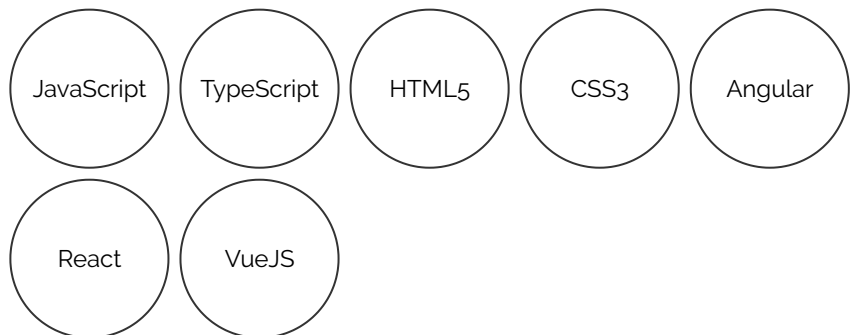 JavaScript TypeScript HTML5 CSS3 Angular
React VueJS